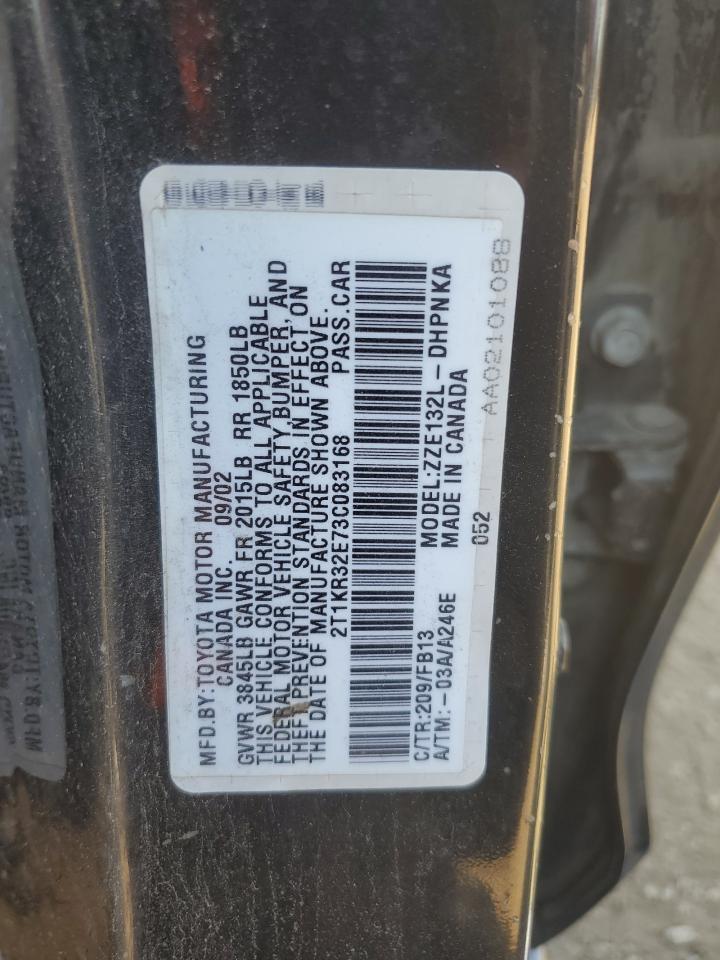 MFD.BY:TOYOTA MOTOR MANUFACTURING
CANADA INC. 09/02
GVWR 3845LB GAWR FR 2015LB RR 1850LB
THIS VEHICLE CONFORMS TO ALL APPLICABLE
FEDERAL MOTOR VEHICLE SAFETY,BUMPER, AND
THEFT PREVENTION STANDARDS IN EFFECT ON
THE DATE OF MANUFACTURE SHOWN ABOVE.
2T1KR32E73C083168 PASS.CAR
C/TR:209/FB13 MODEL:ZZE132L-DHPNKA
A/TM:-03A/A246E MADE IN CANADA
052
AA02101088